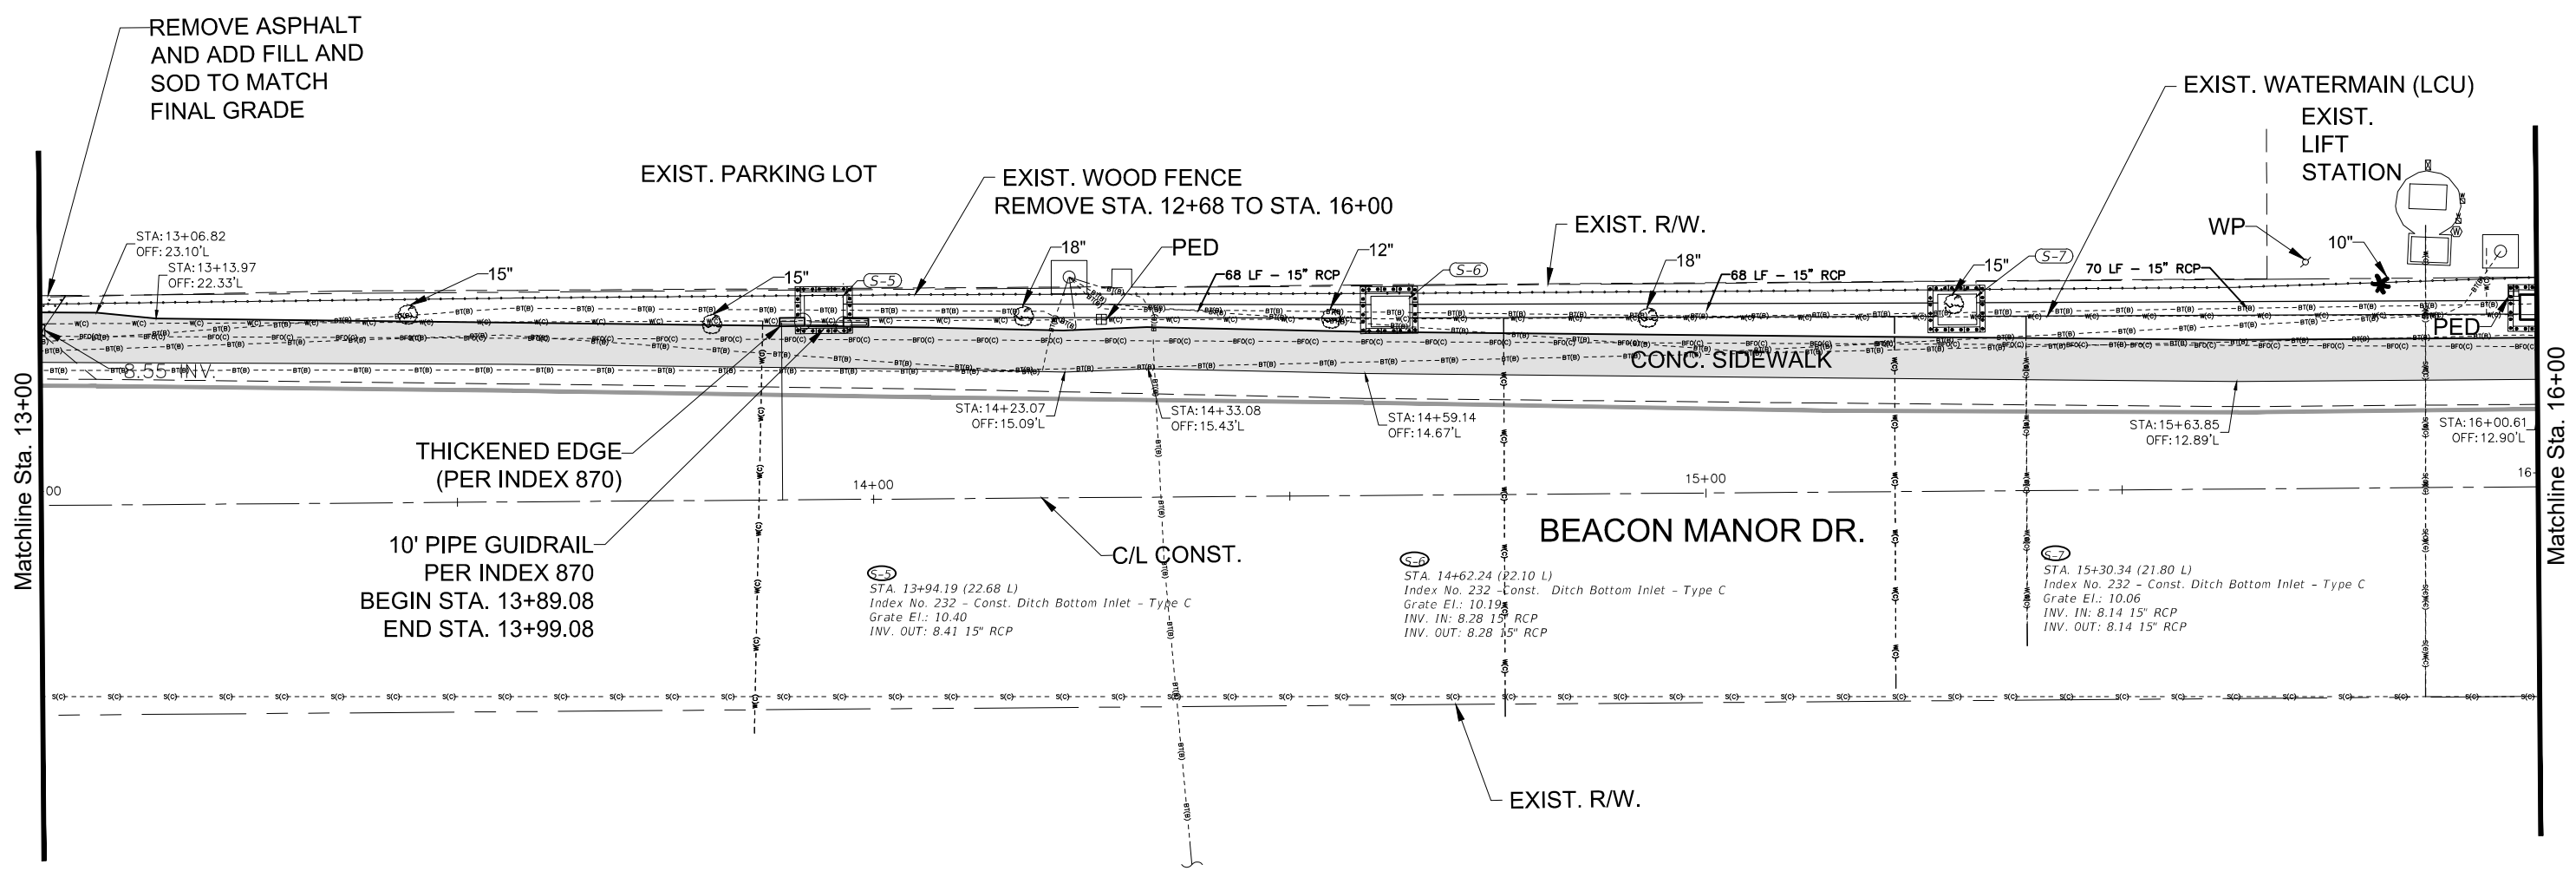 REMOVE ASPHALT
AND ADD FILL AND
SOD TO MATCH
FINAL GRADE
EXIST. WATERMAIN (LCU)
EXIST.
LIFT
STATION
EXIST. PARKING LOT
EXIST. WOOD FENCE
REMOVE STA. 12+68 TO STA. 16+00
EXIST. R/W.
WP
10"
STA:13+06.82
OFF:23.10'L
STA:13+13.97
OFF:22.33'L
15"
15"
S-5
18"
PED
68 LF - 15" RCP
12"
S-6
18"
68 LF - 15" RCP
15"
S-7
70 LF - 15" RCP
PED
CONC. SIDEWALK
8.55 INV.
Matchline Sta. 13+00
Matchline Sta. 16+00
STA:14+23.07
OFF:15.09'L
STA:14+33.08
OFF:15.43'L
STA:14+59.14
OFF:14.67'L
STA:15+63.85
OFF:12.89'L
STA:16+00.61
OFF:12.90'L
THICKENED EDGE
(PER INDEX 870)
00
14+00
15+00
16
10' PIPE GUIDRAIL
PER INDEX 870
BEGIN STA. 13+89.08
END STA. 13+99.08
C/L CONST.
BEACON MANOR DR.
S-5
STA. 13+94.19 (22.68 L)
Index No. 232 - Const. Ditch Bottom Inlet - Type C
Grate El.: 10.40
INV. OUT: 8.41 15" RCP
S-6
STA. 14+62.24 (22.10 L)
Index No. 232 - Const. Ditch Bottom Inlet - Type C
Grate El.: 10.19
INV. IN: 8.28 15" RCP
INV. OUT: 8.28 15" RCP
S-7
STA. 15+30.34 (21.80 L)
Index No. 232 - Const. Ditch Bottom Inlet - Type C
Grate El.: 10.06
INV. IN: 8.14 15" RCP
INV. OUT: 8.14 15" RCP
EXIST. R/W.